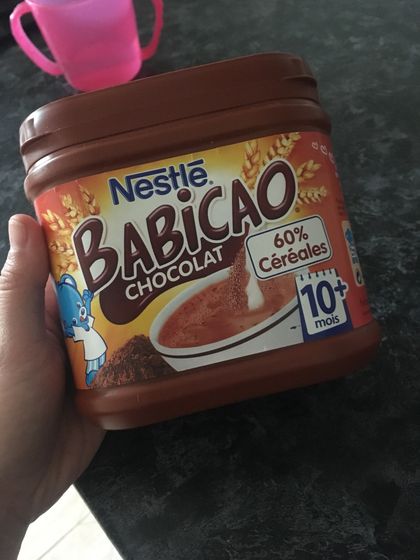 Nestlé
BABiCAO
CHOCOLAT
60%
Céréales
10+
mois